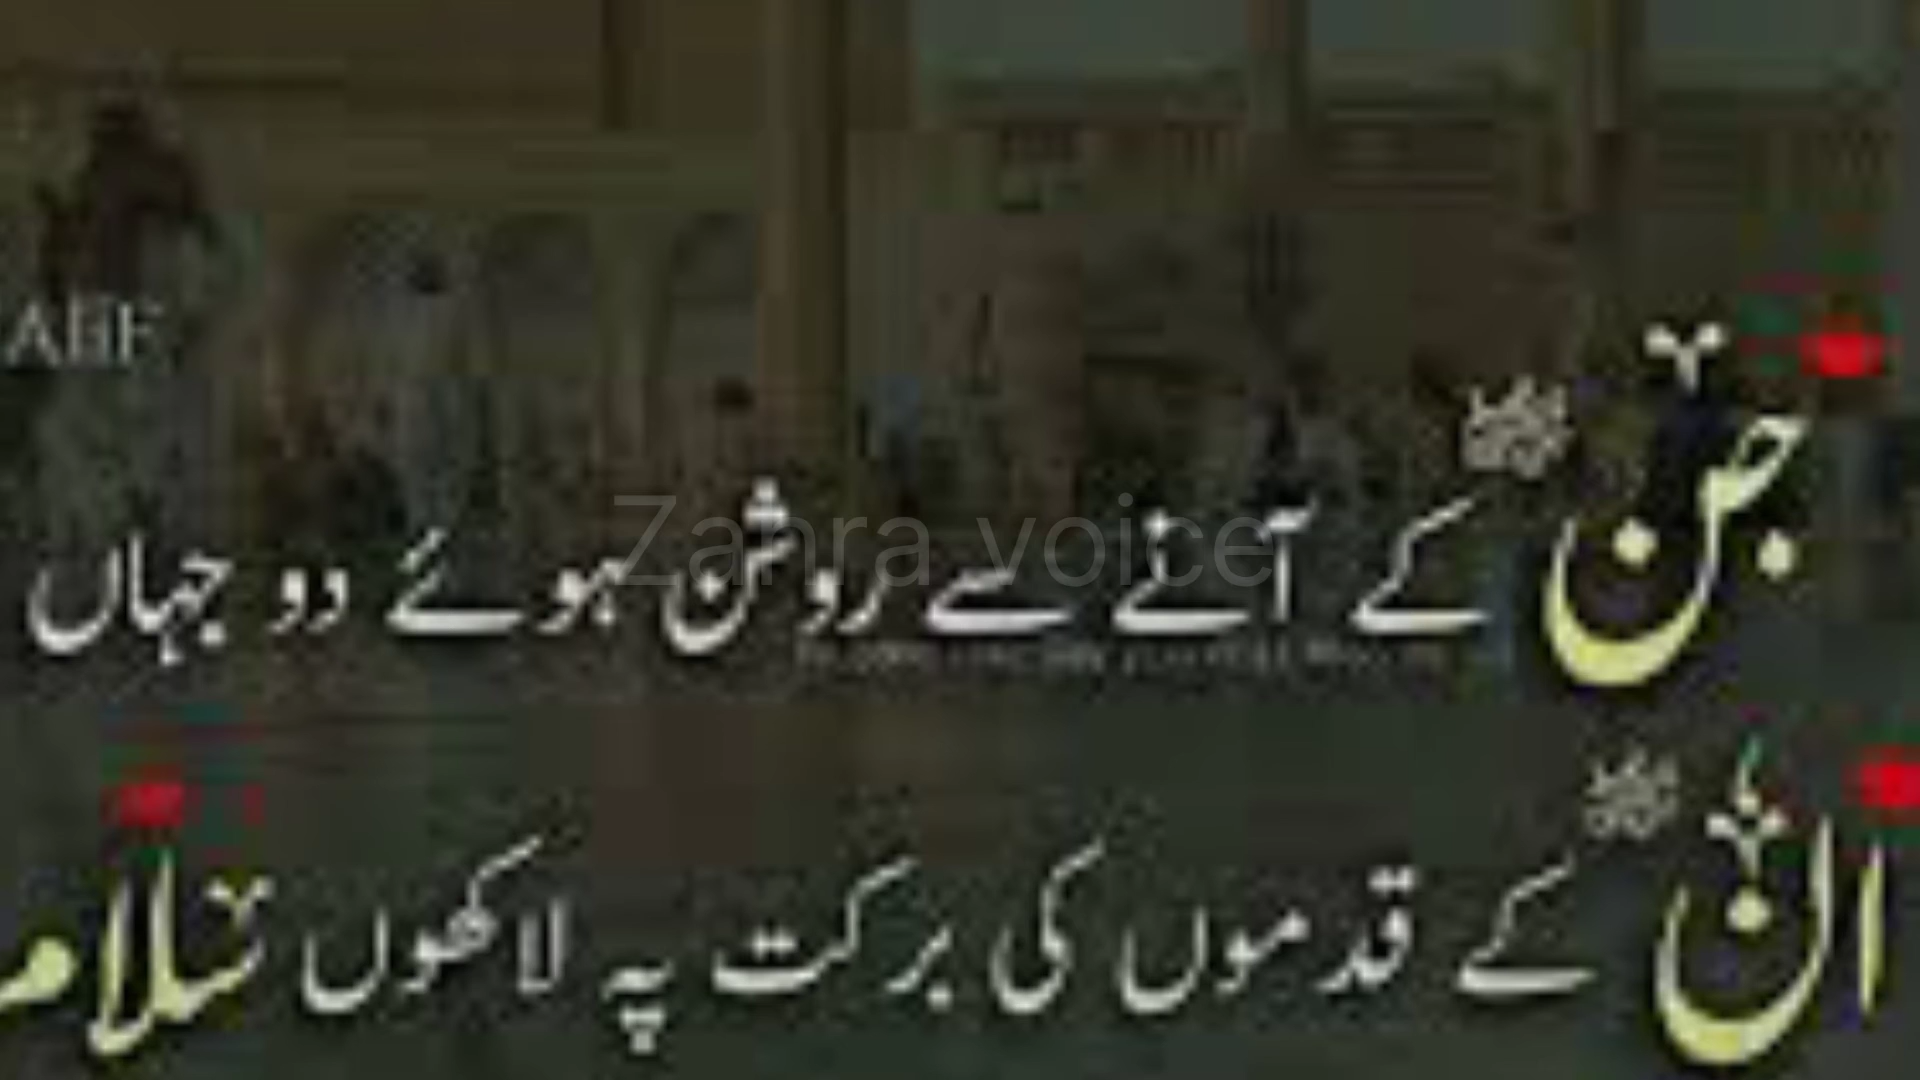 ABF
جن ﷺ کے آنے سے روشن ہوئے دو جہاں
Zahra voice
ان ﷺ کے قدموں کی برکت پہ لاکھوں سلام